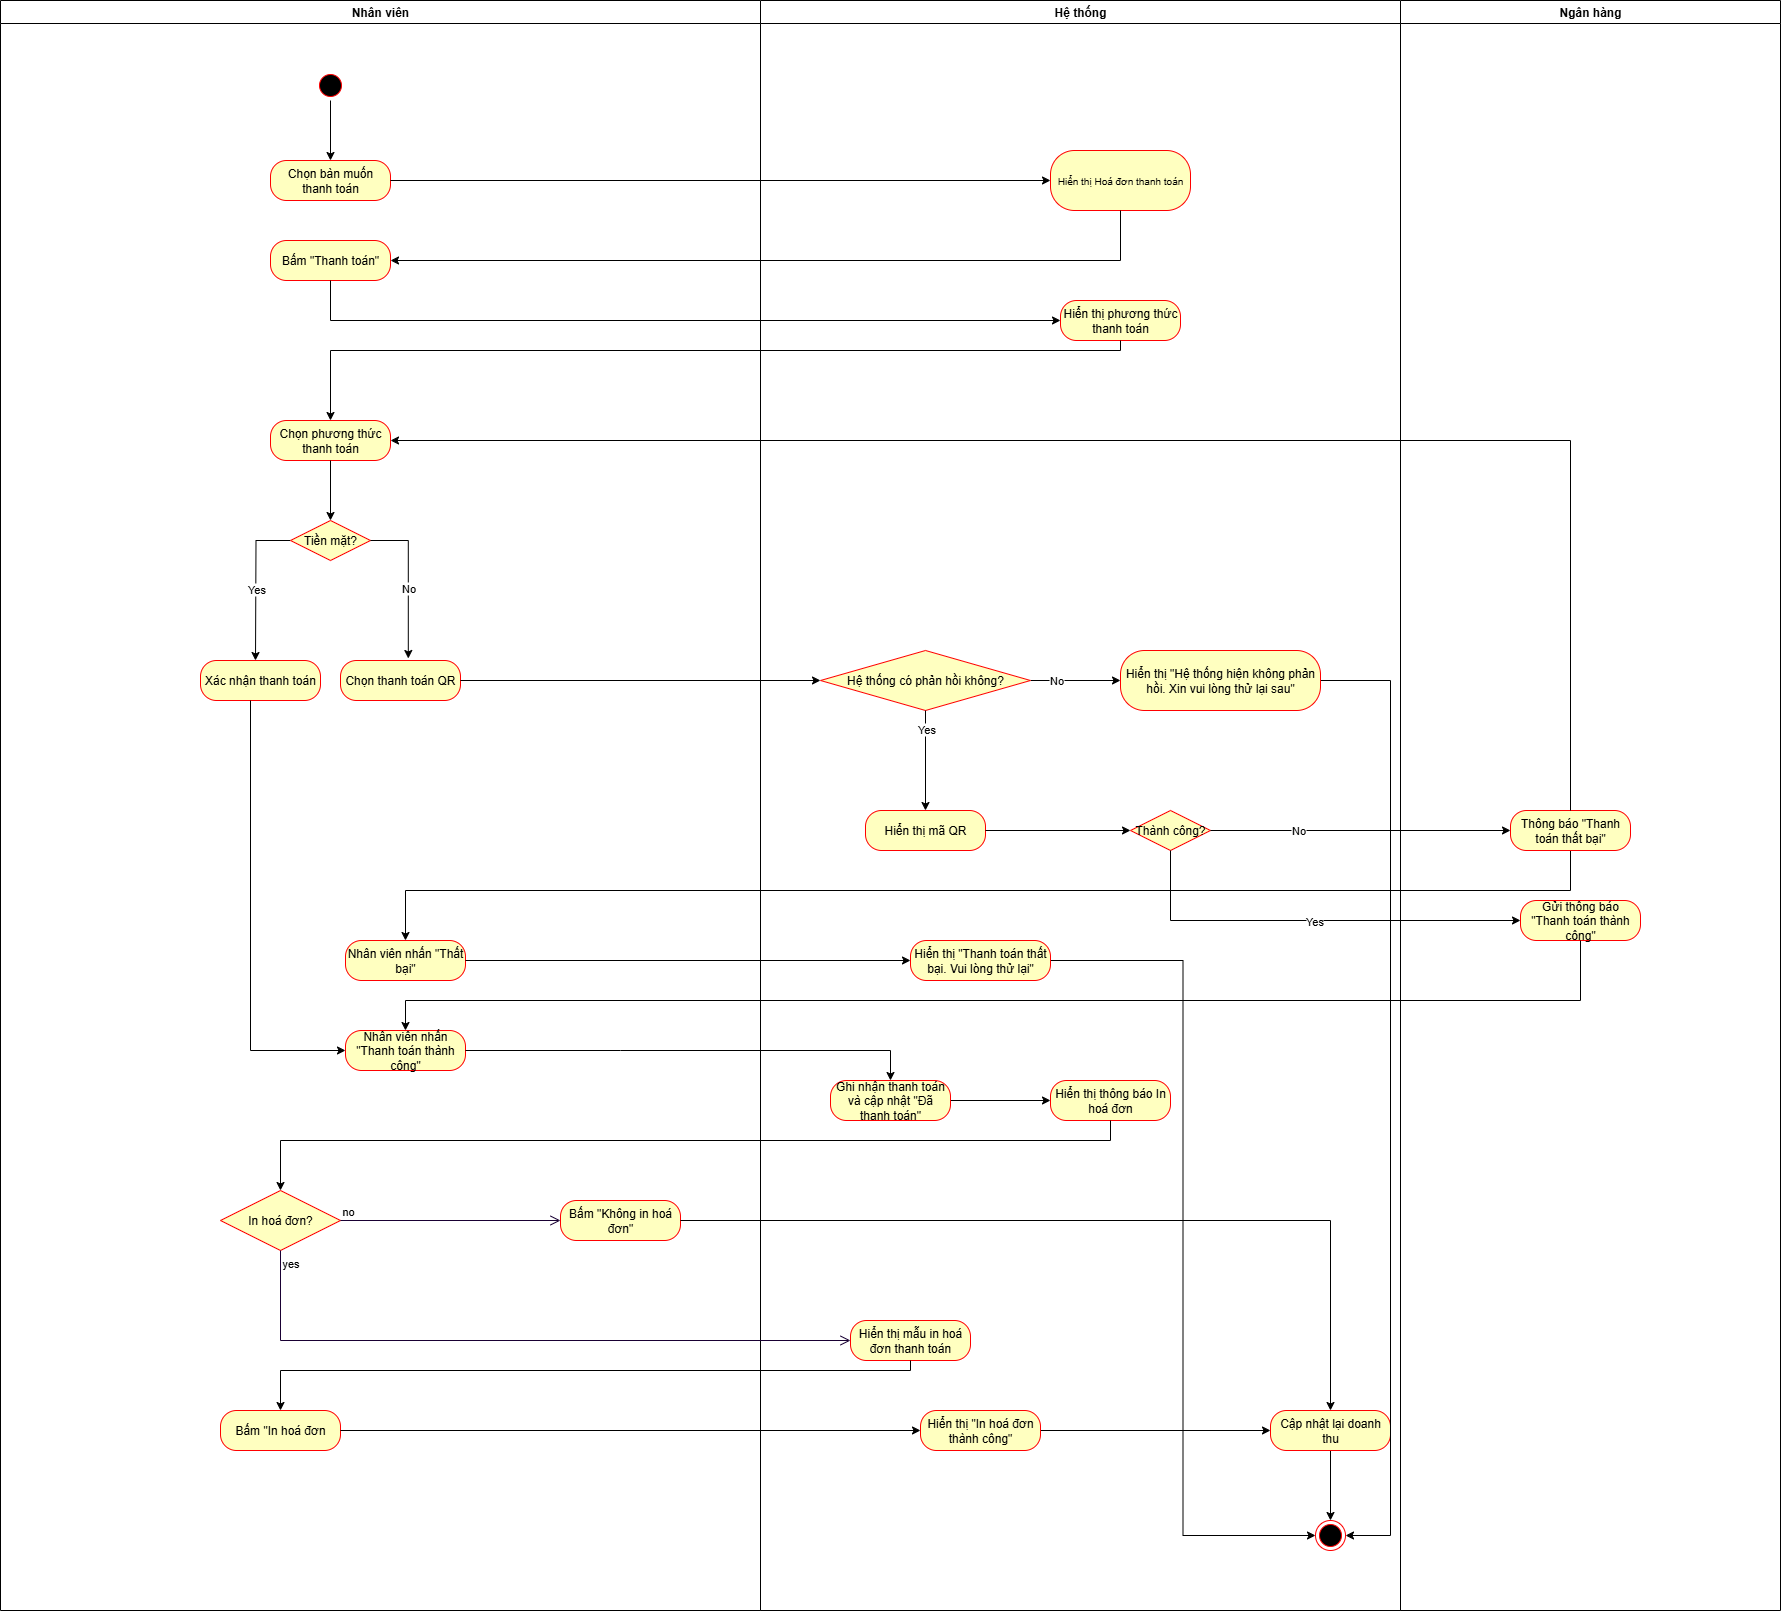 Nhân viên
Hệ thống
Ngân hàng
Chọn bàn muốn
thanh toán
Hiển thị Hoá đơn thanh toán
Bấm "Thanh toán"
Hiển thị phương thức
thanh toán
Chọn phương thức
thanh toán
Tiền mặt?
Yes
No
Xác nhận thanh toán
Chọn thanh toán QR
Hệ thống có phản hồi không?
No
Hiển thị "Hệ thống hiện không phản
hồi. Xin vui lòng thử lại sau"
Yes
Hiển thị mã QR
Thành công?
No
Thông báo "Thanh
toán thất bại"
Yes
Gửi thông báo
"Thanh toán thành
công"
Nhân viên nhấn "Thất
bại"
Hiển thị "Thanh toán thất
bại. Vui lòng thử lại"
Nhân viên nhấn
"Thanh toán thành
công"
Ghi nhận thanh toán
và cập nhật "Đã
thanh toán"
Hiển thị thông báo In
hoá đơn
In hoá đơn?
no
Bấm "Không in hoá
đơn"
yes
Hiển thị mẫu in hoá
đơn thanh toán
Bấm "In hoá đơn
Hiển thị "In hoá đơn
thành công"
Cập nhật lại doanh
thu